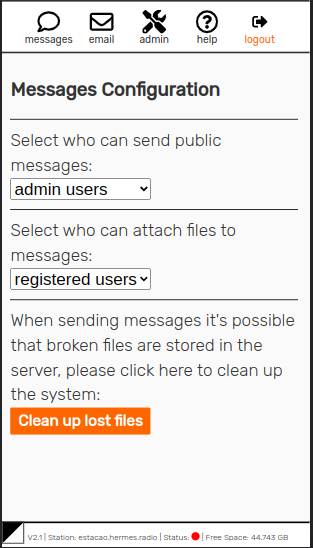 messages email admin help logout
Messages Configuration
Select who can send public
messages:
admin users
Select who can attach files to
messages:
registered users
When sending messages it's possible
that broken files are stored in the
server, please click here to clean up
the system:
Clean up lost files
V2.1 | Station: estacao.hermes.radio | Status: | Free Space: 44.743 GB